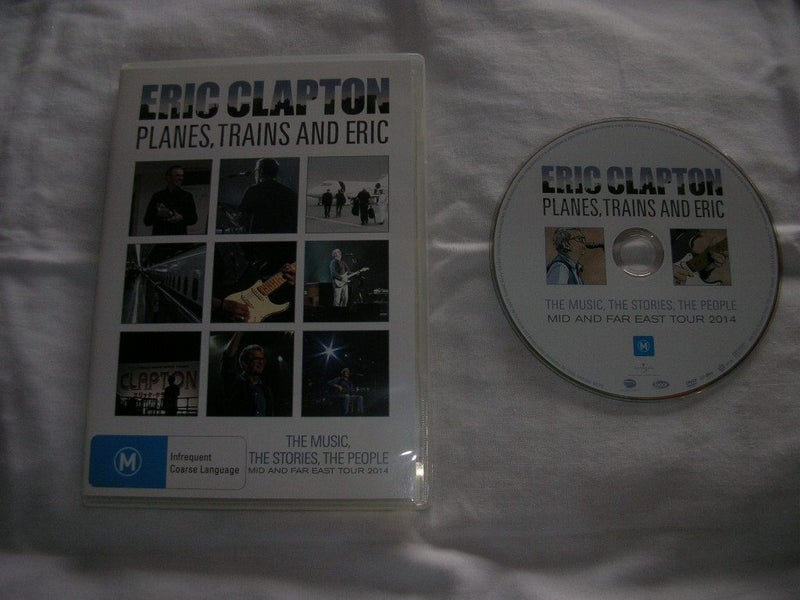 ERIC CLAPTON
PLANES, TRAINS AND ERIC
CLAPTON
M
Infrequent
Coarse Language
THE MUSIC,
THE STORIES, THE PEOPLE
MID AND FAR EAST TOUR 2014
ERIC CLAPTON
PLANES, TRAINS AND ERIC
THE MUSIC, THE STORIES, THE PEOPLE
MID AND FAR EAST TOUR 2014
M